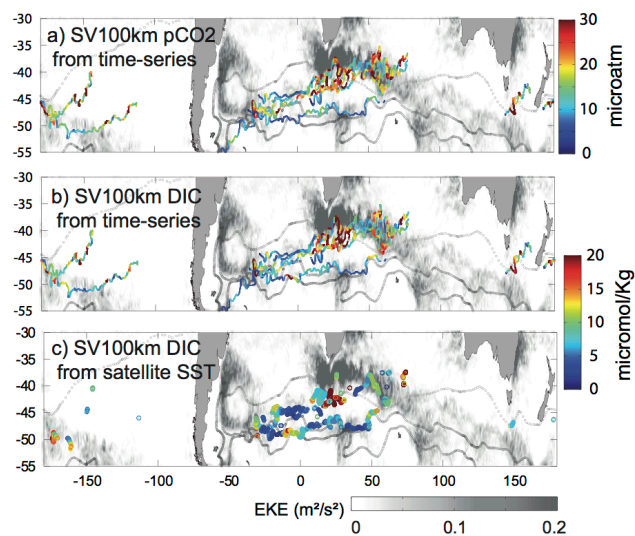 a) SV100km pCO2
from time-series
-30
-35
-40
-45
-50
-55
30
20
10
0
microatm
b) SV100km DIC
from time-series
-30
-35
-40
-45
-50
-55
c) SV100km DIC
from satellite SST
-30
-35
-40
-45
-50
-55
20
15
10
5
0
micromol/Kg
-150 -100 -50 0 50 100 150
EKE (m²/s²)
0 0.1 0.2